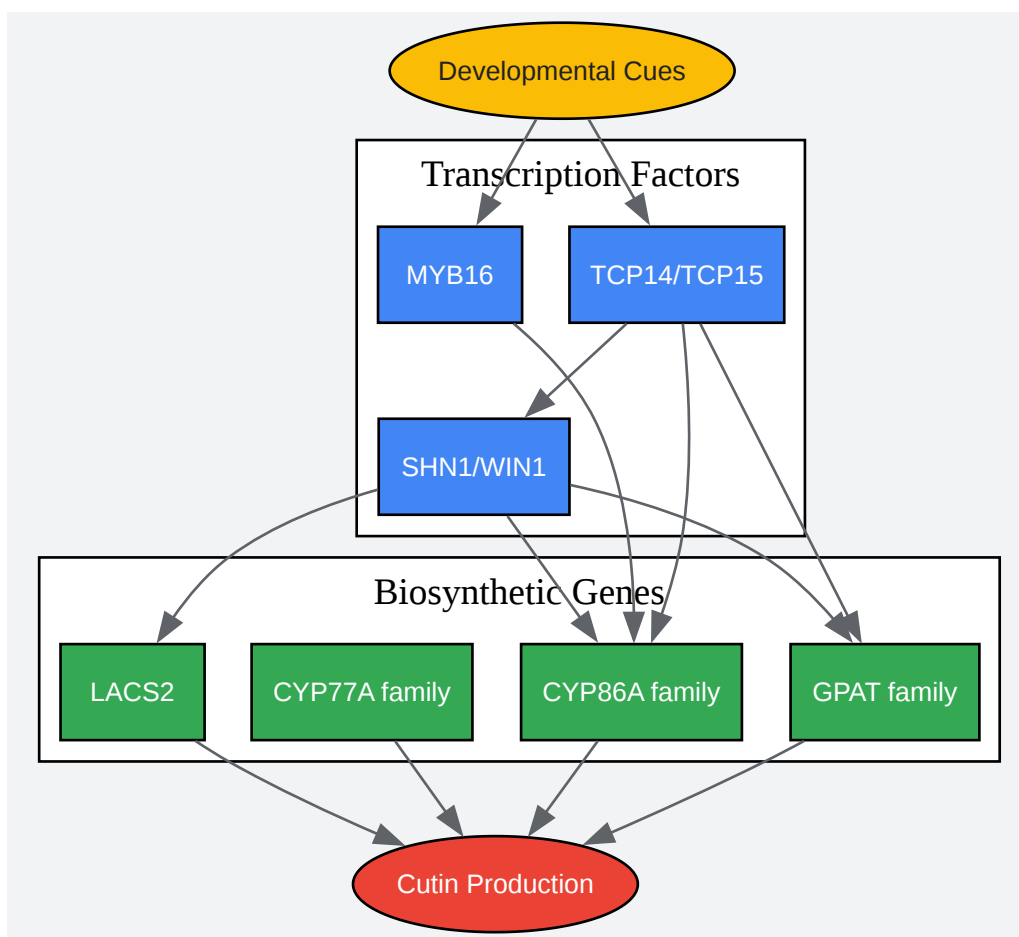 Developmental Cues
Transcription Factors
MYB16
TCP14/TCP15
SHN1/WIN1
Biosynthetic Genes
LACS2
CYP77A family
CYP86A family
GPAT family
Cutin Production